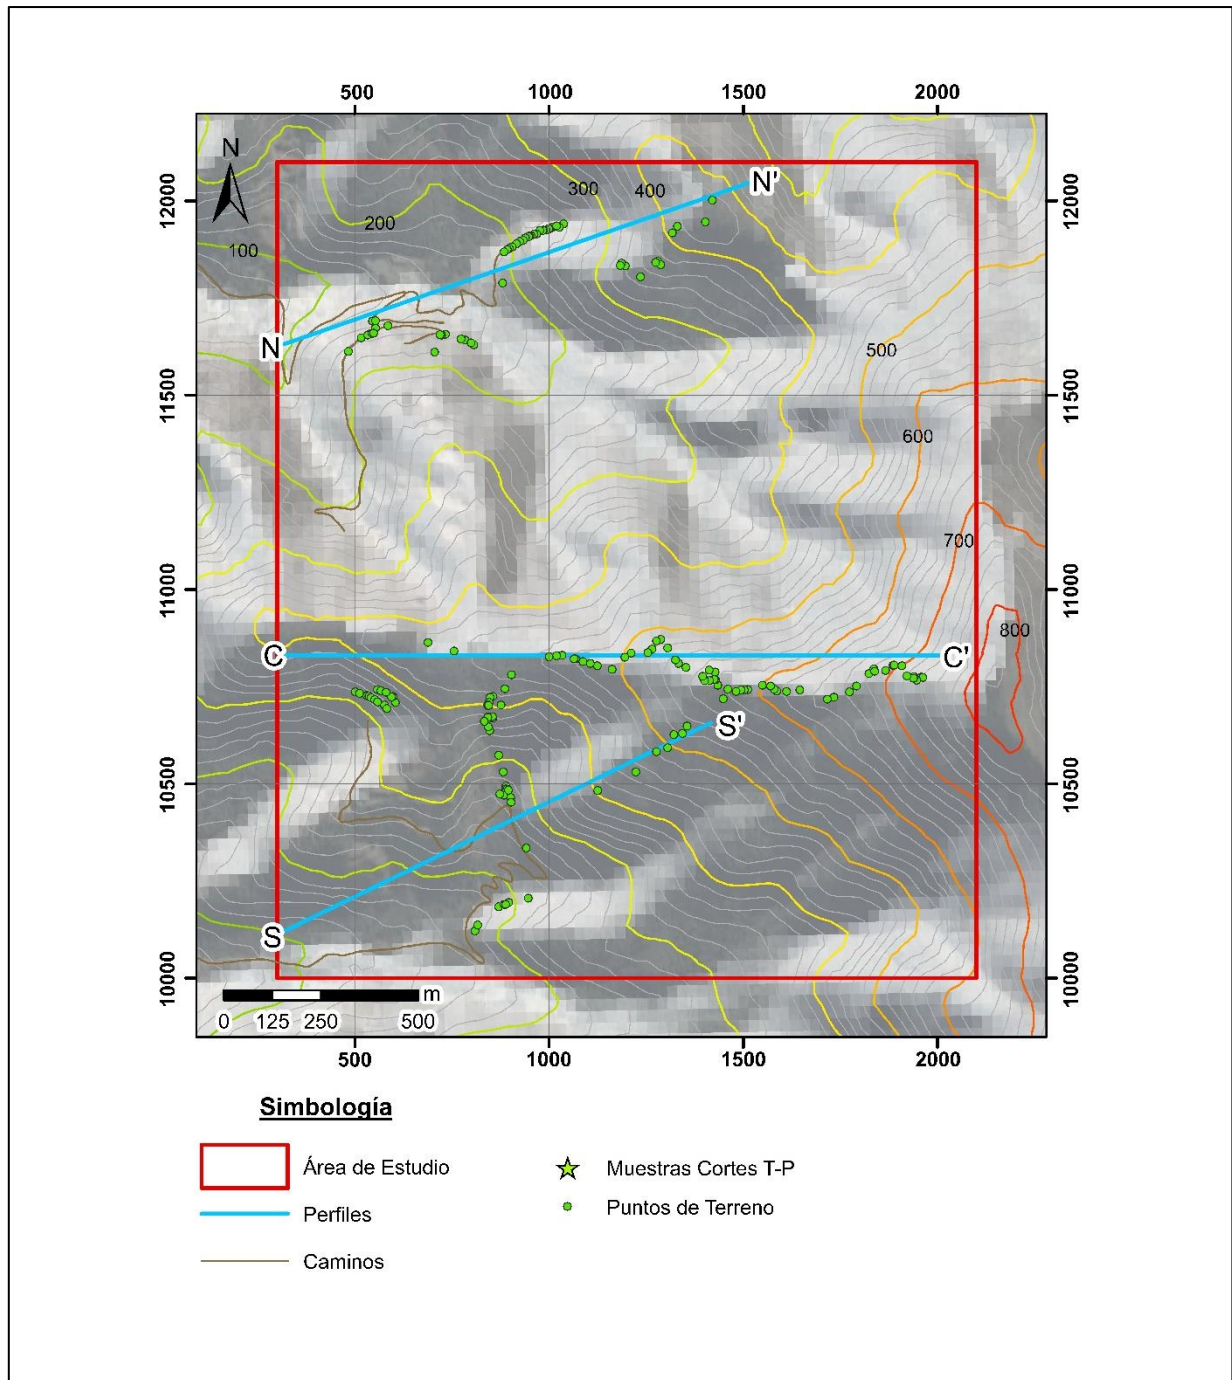 500 1000 1500 2000
N
12000 12000
N'
300 400
200
100
N
500
11500 11500
600
700
11000 11000
800
C C'
S'
10500 10500
S
10000 10000
m
0 125 250 500
500 1000 1500 2000
Simbología
Área de Estudio
Muestras Cortes T-P
Perfiles
Puntos de Terreno
Caminos